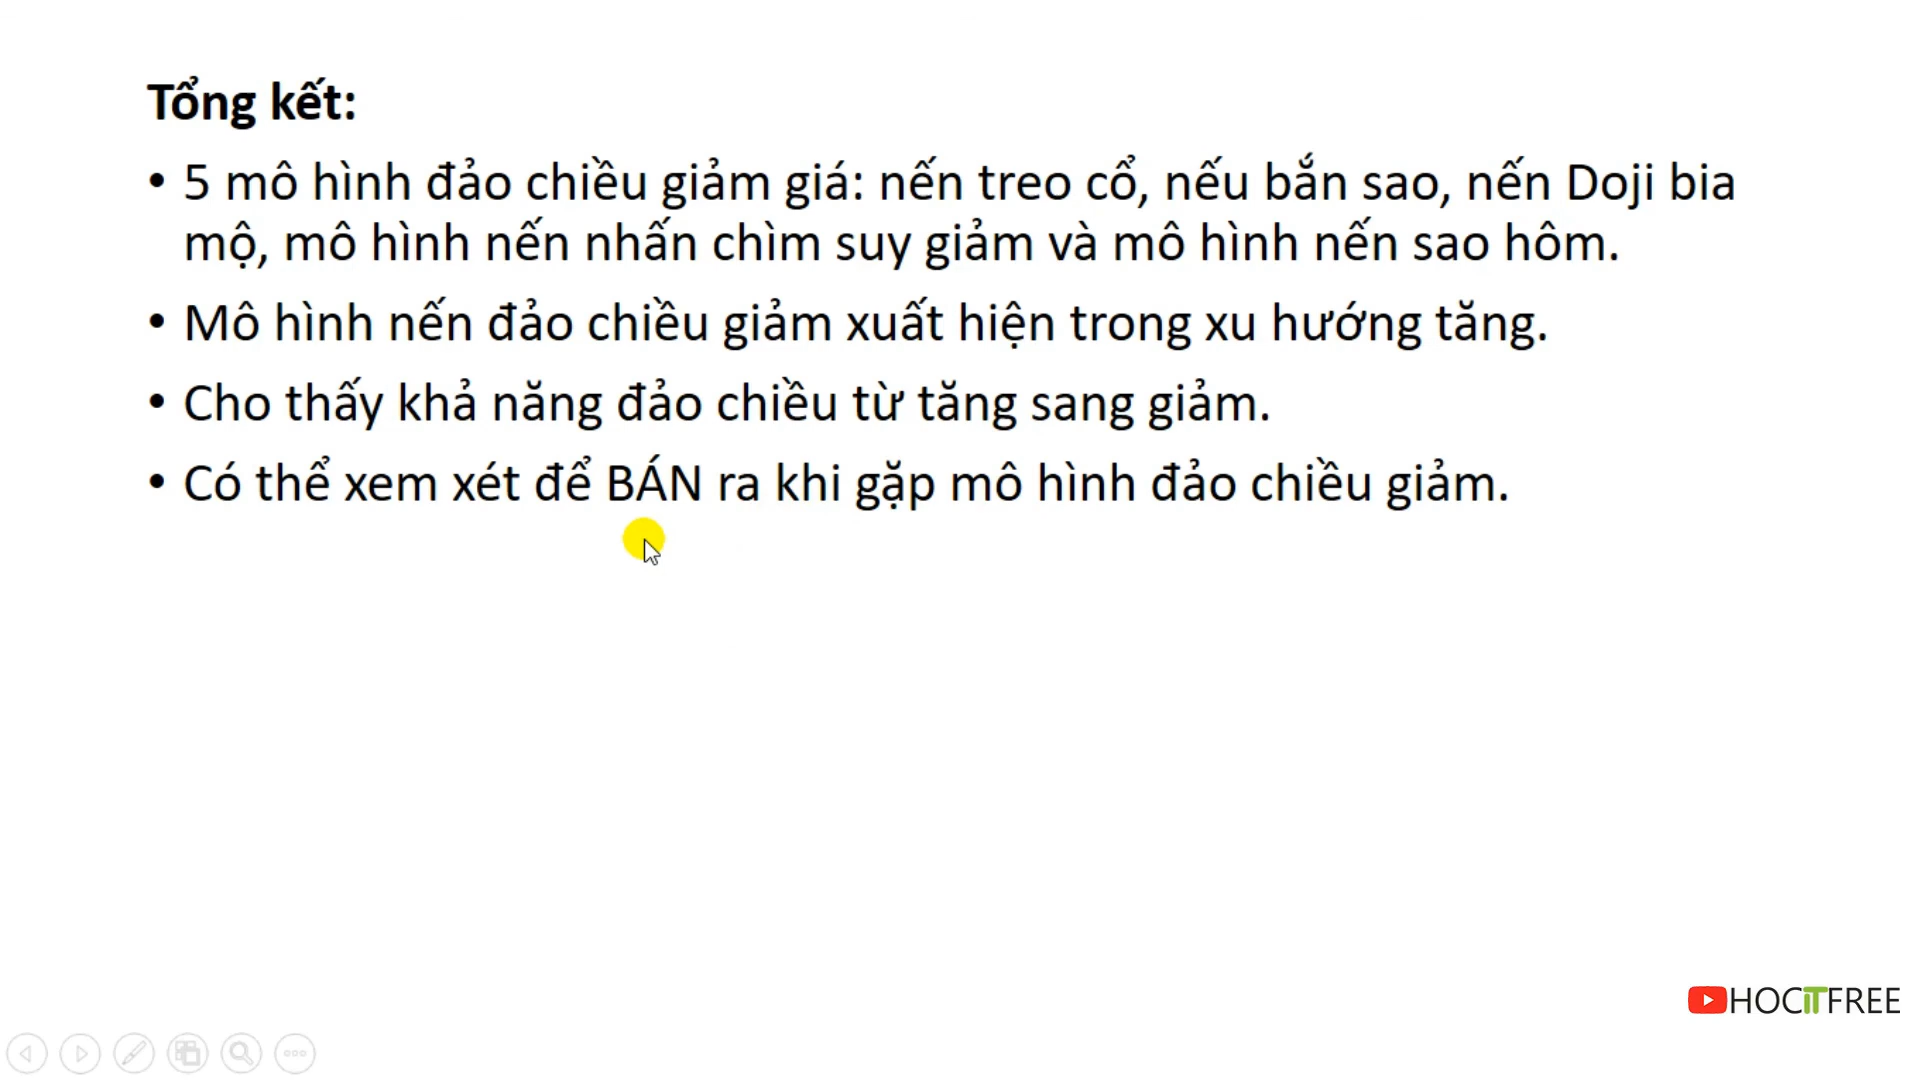 Tổng kết:
• 5 mô hình đảo chiều giảm giá: nến treo cổ, nếu bắn sao, nến Doji bia
mộ, mô hình nến nhấn chìm suy giảm và mô hình nến sao hôm.
• Mô hình nến đảo chiều giảm xuất hiện trong xu hướng tăng.
• Cho thấy khả năng đảo chiều từ tăng sang giảm.
• Có thể xem xét để BÁN ra khi gặp mô hình đảo chiều giảm.
HOCiTFREE